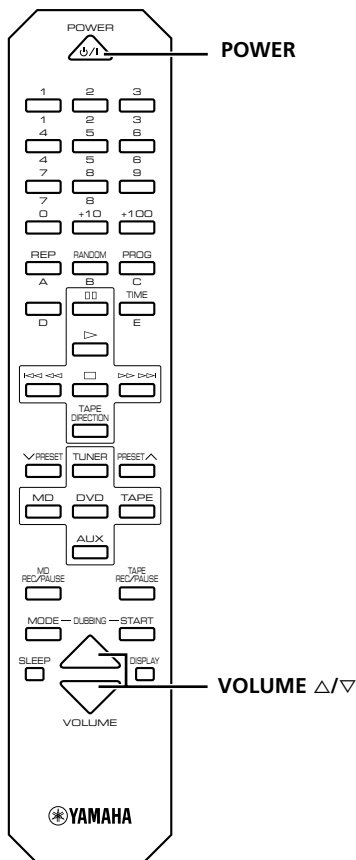 POWER
⏻/I POWER
1 2 3
1 2 3
4 5 6
4 5 6
7 8 9
7 8
0 +10 +100
REP RANDOM PROG
A B C
TIME
D E
TAPE
DIRECTION
PRESET TUNER PRESET
MD DVD TAPE
AUX
MD
REC/PAUSE
TAPE
REC/PAUSE
MODE DUBBING START
SLEEP DISPLAY
VOLUME △/▽
VOLUME
YAMAHA